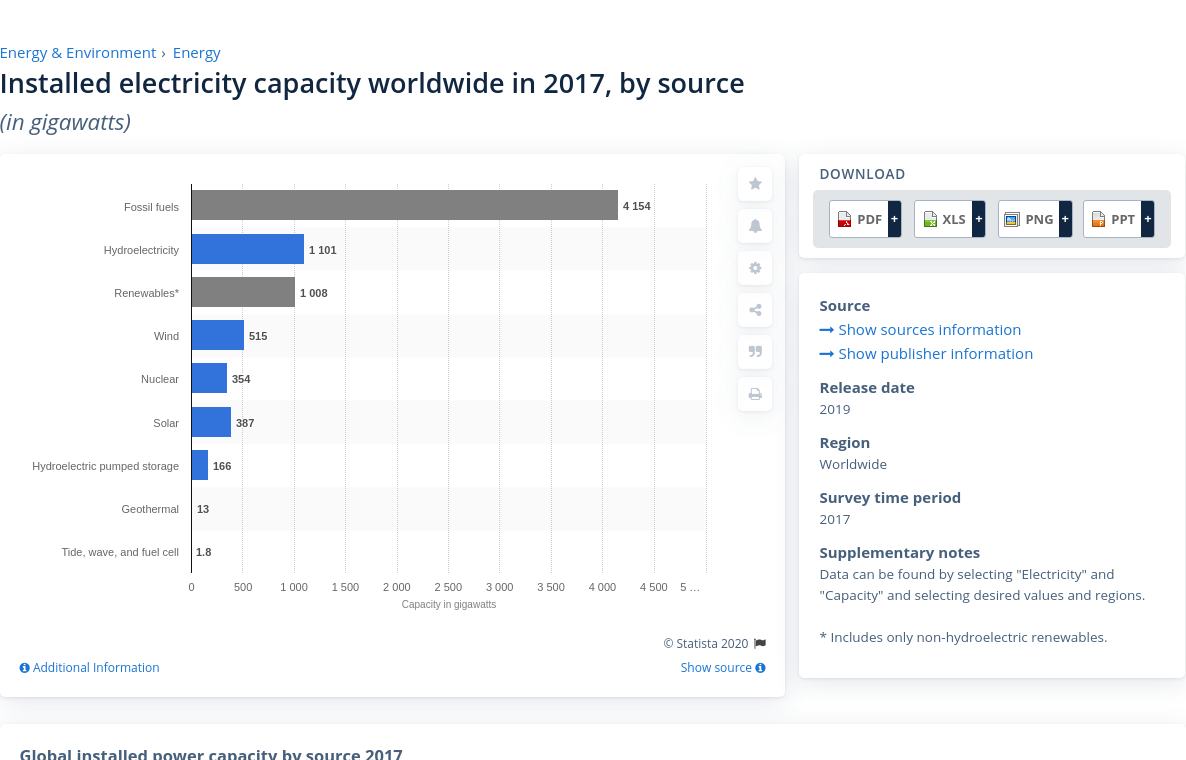 Energy & Environment › Energy
Installed electricity capacity worldwide in 2017, by source
(in gigawatts)
Fossil fuels 4 154
Hydroelectricity 1 101
Renewables* 1 008
Wind 515
Nuclear 354
Solar 387
Hydroelectric pumped storage 166
Geothermal 13
Tide, wave, and fuel cell 1.8
0 500 1 000 1 500 2 000 2 500 3 000 3 500 4 000 4 500 5 …
Capacity in gigawatts
© Statista 2020
Additional Information
Show source
DOWNLOAD
PDF + XLS + PNG + PPT +
Source
Show sources information
Show publisher information
Release date
2019
Region
Worldwide
Survey time period
2017
Supplementary notes
Data can be found by selecting "Electricity" and
"Capacity" and selecting desired values and regions.
* Includes only non-hydroelectric renewables.
Global installed power capacity by source 2017